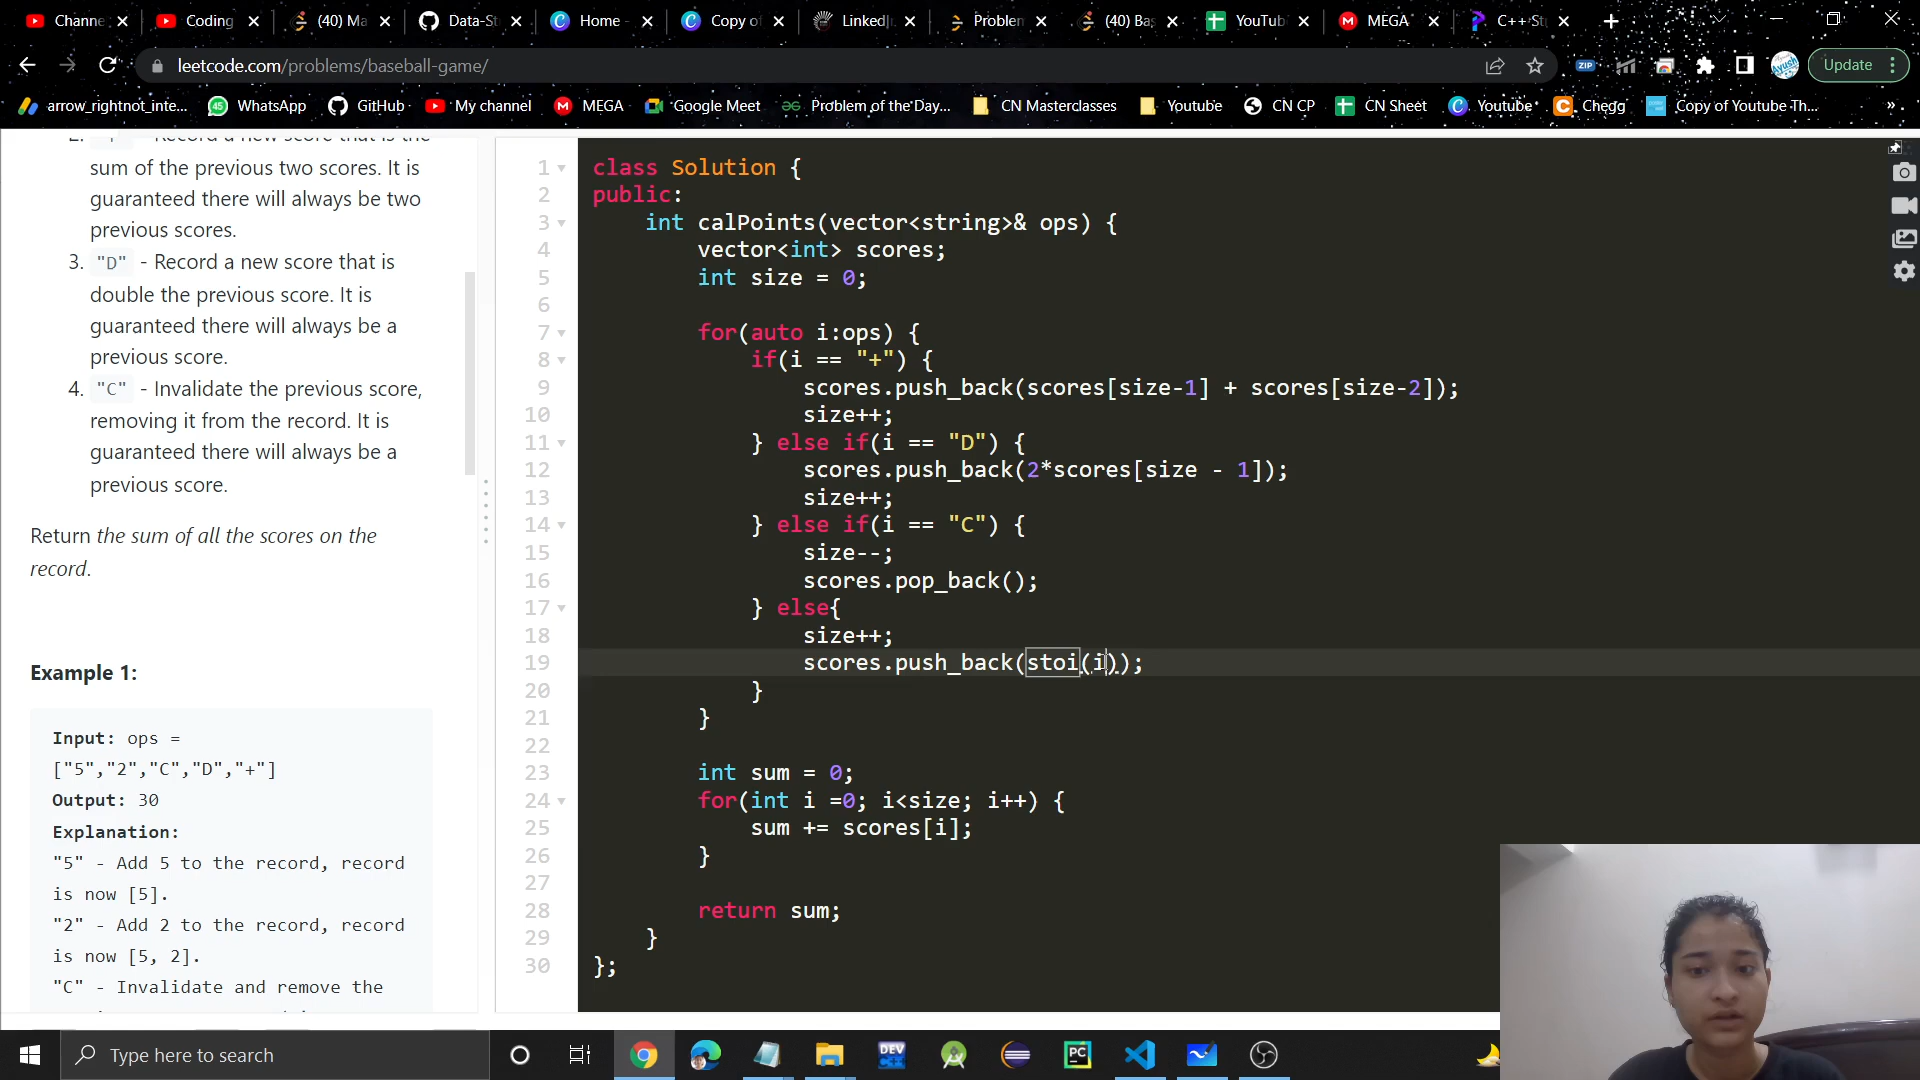 Channe
Coding
(40) Ma
Data-St
Home -
Copy of
LinkedIn
Problem
(40) Bas
YouTub
MEGA
C++ St
leetcode.com/problems/baseball-game/
Update
arrow_rightnot_inte...
45
WhatsApp
GitHub
My channel
MEGA
Google Meet
Problem of the Day...
CN Masterclasses
Youtube
CN CP
CN Sheet
Youtube
Chegg
Copy of Youtube Th...
»
2. "+" - Record a new score that is the
sum of the previous two scores. It is
guaranteed there will always be two
previous scores.
3. "D" - Record a new score that is
double the previous score. It is
guaranteed there will always be a
previous score.
4. "C" - Invalidate the previous score,
removing it from the record. It is
guaranteed there will always be a
previous score.
Return the sum of all the scores on the
record.
Example 1:
Input: ops =
["5","2","C","D","+"]
Output: 30
Explanation:
"5" - Add 5 to the record, record
is now [5].
"2" - Add 2 to the record, record
is now [5, 2].
"C" - Invalidate and remove the
1 class Solution {
2 public:
3 int calPoints(vector<string>& ops) {
4 vector<int> scores;
5 int size = 0;
6
7 for(auto i:ops) {
8 if(i == "+") {
9 scores.push_back(scores[size-1] + scores[size-2]);
10 size++;
11 } else if(i == "D") {
12 scores.push_back(2*scores[size - 1]);
13 size++;
14 } else if(i == "C") {
15 size--;
16 scores.pop_back();
17 } else{
18 size++;
19 scores.push_back(stoi(i));
20 }
21 }
22
23 int sum = 0;
24 for(int i =0; i<size; i++) {
25 sum += scores[i];
26 }
27
28 return sum;
29 }
30 };
Type here to search